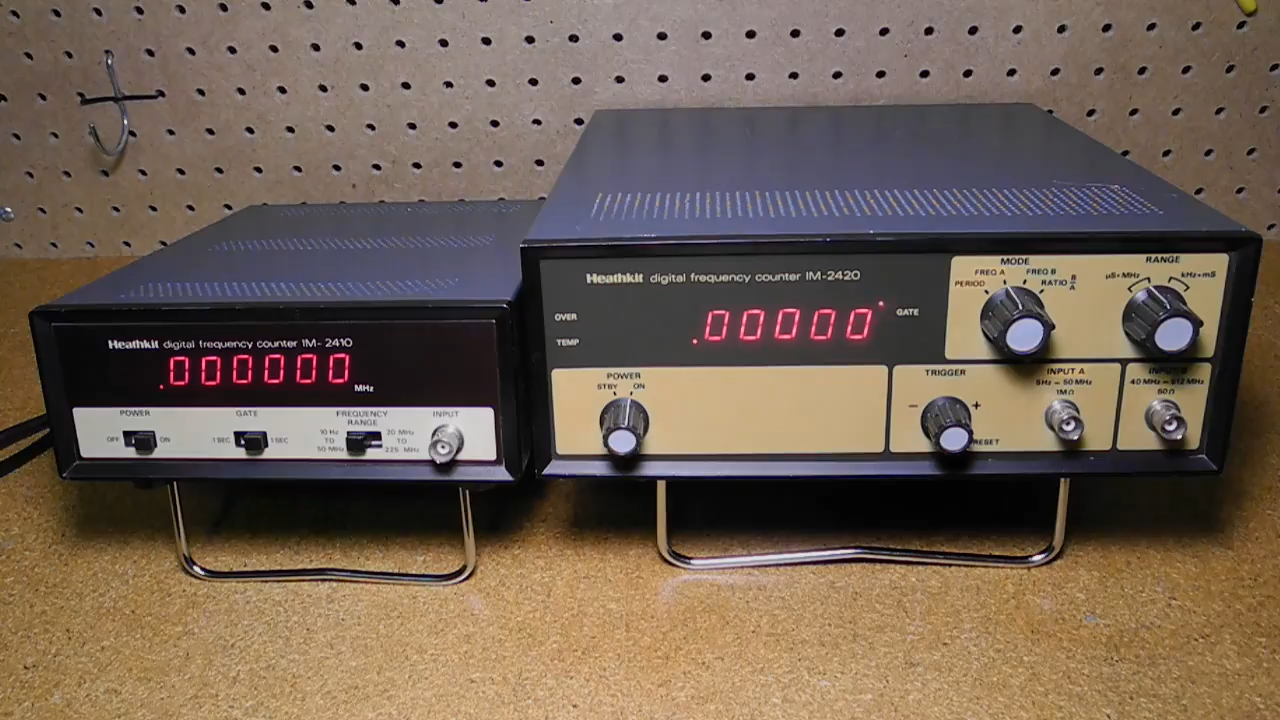 Heathkit digital frequency counter IM-2410
.000000
MHz
POWER
OFF
ON
GATE
.1 SEC
1 SEC
FREQUENCY
RANGE
10 Hz
TO
50 MHz
20 MHz
TO
225 MHz
INPUT
Heathkit digital frequency counter IM-2420
OVER
TEMP
.00000
GATE
MODE
PERIOD
FREQ A
FREQ B
RATIO B/A
RANGE
µS•MHz
kHz•mS
POWER
STBY
ON
TRIGGER
−
+
RESET
INPUT A
5Hz – 50 MHz
1MΩ
INPUT B
40 MHz – 512 MHz
50Ω